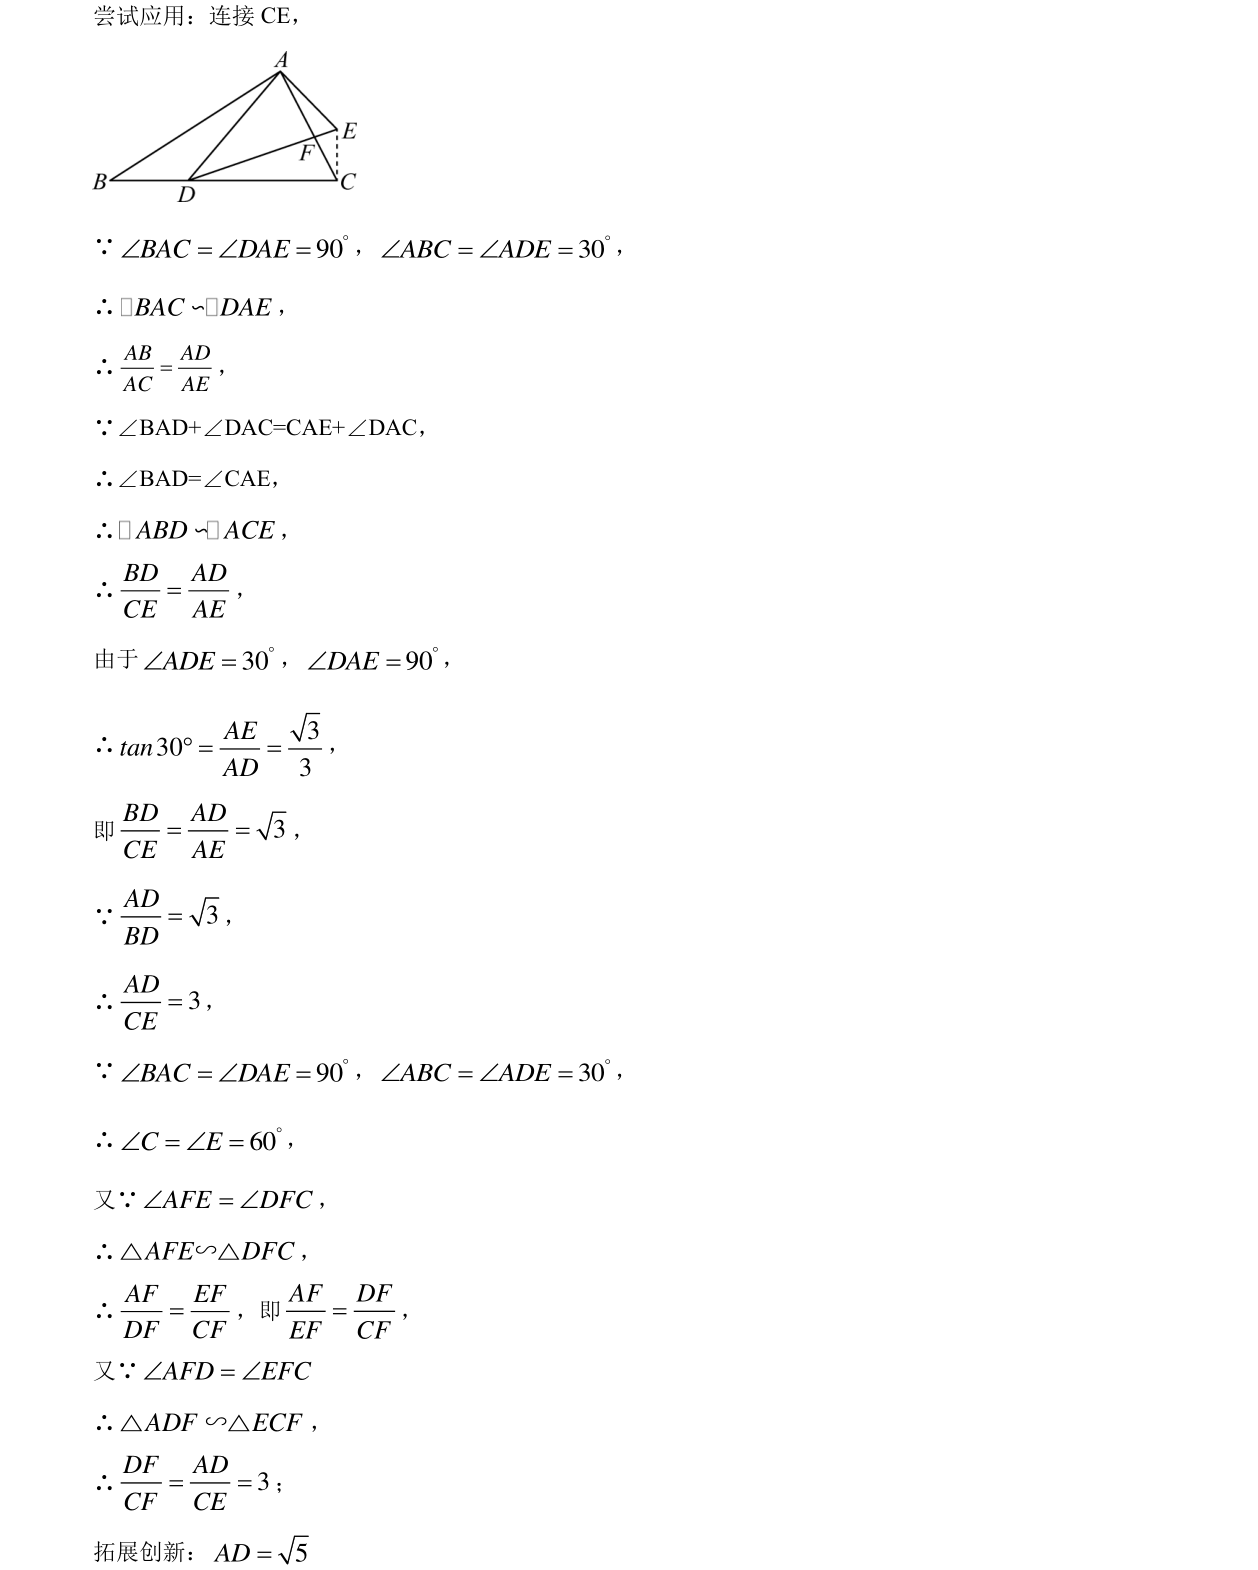 尝试应用：连接 CE，
A
E
F
B
D
C
∵ ∠BAC = ∠DAE = 90°，∠ABC = ∠ADE = 30°，
∴ □BAC ∽ □DAE，
∴ AB/AC = AD/AE，
∵∠BAD+∠DAC=CAE+∠DAC，
∴∠BAD=∠CAE，
∴ □ABD ∽ □ACE，
∴ BD/CE = AD/AE，
由于 ∠ADE = 30°，∠DAE = 90°，
∴ tan30° = AE/AD = √3/3，
即 BD/CE = AD/AE = √3，
∵ AD/BD = √3，
∴ AD/CE = 3，
∵ ∠BAC = ∠DAE = 90°，∠ABC = ∠ADE = 30°，
∴ ∠C = ∠E = 60°，
又∵ ∠AFE = ∠DFC，
∴ △AFE∽△DFC，
∴ AF/DF = EF/CF，即 AF/EF = DF/CF，
又∵ ∠AFD = ∠EFC
∴ △ADF ∽△ECF，
∴ DF/CF = AD/CE = 3；
拓展创新：AD = √5